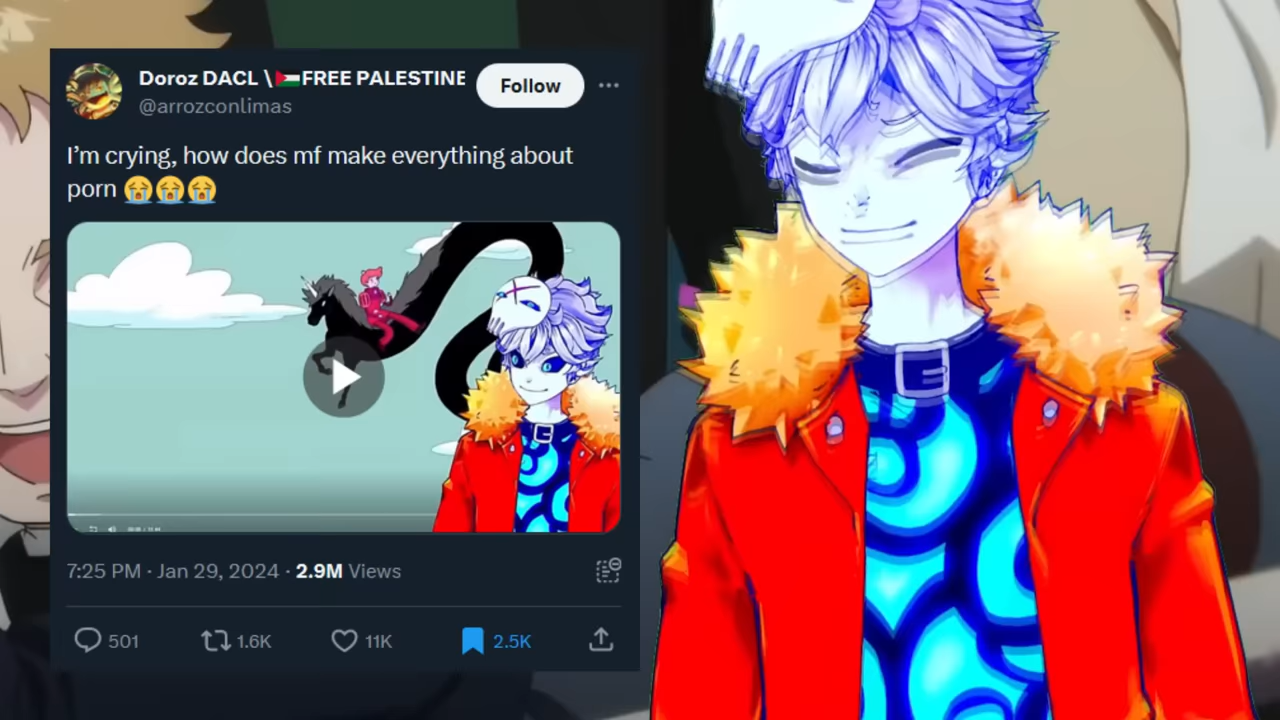 Doroz DACL \🇵🇸FREE PALESTINE
Follow
@arrozconlimas
I’m crying, how does mf make everything about
porn 😭😭😭
7:25 PM · Jan 29, 2024 · 2.9M Views
501 1.6K 11K 2.5K